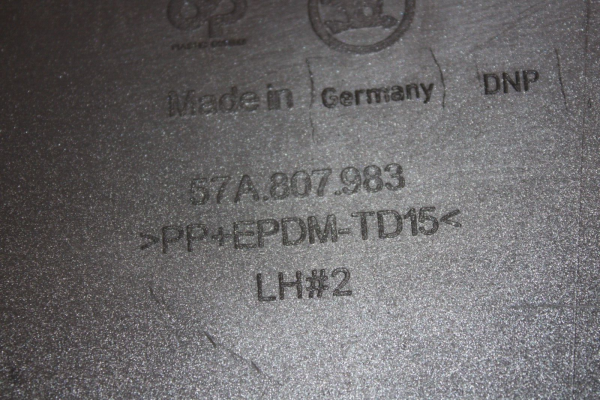 Made in Germany DNP
57A.807.983
>PP+EPDM-TD15<
LH#2